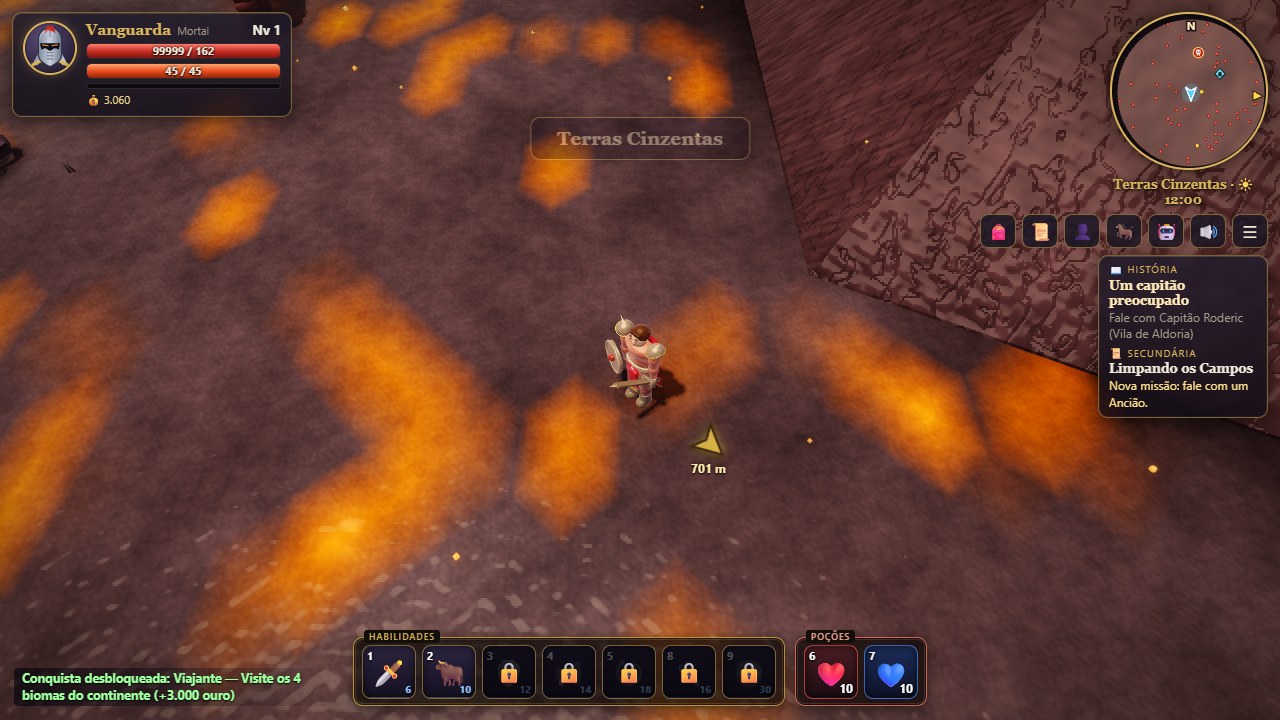 Vanguarda Mortal Nv 1
99999 / 162
45 / 45
3.060
Terras Cinzentas
N
Terras Cinzentas ·
12:00
HISTÓRIA
Um capitão
preocupado
Fale com Capitão Roderic
(Vila de Aldoria)
SECUNDÁRIA
Limpando os Campos
Nova missão: fale com um
Ancião.
701 m
HABILIDADES
1 2 3 4 5 8 9
6 10 12 14 18 16 30
POÇÕES
6 7
10 10
Conquista desbloqueada: Viajante — Visite os 4
biomas do continente (+3.000 ouro)